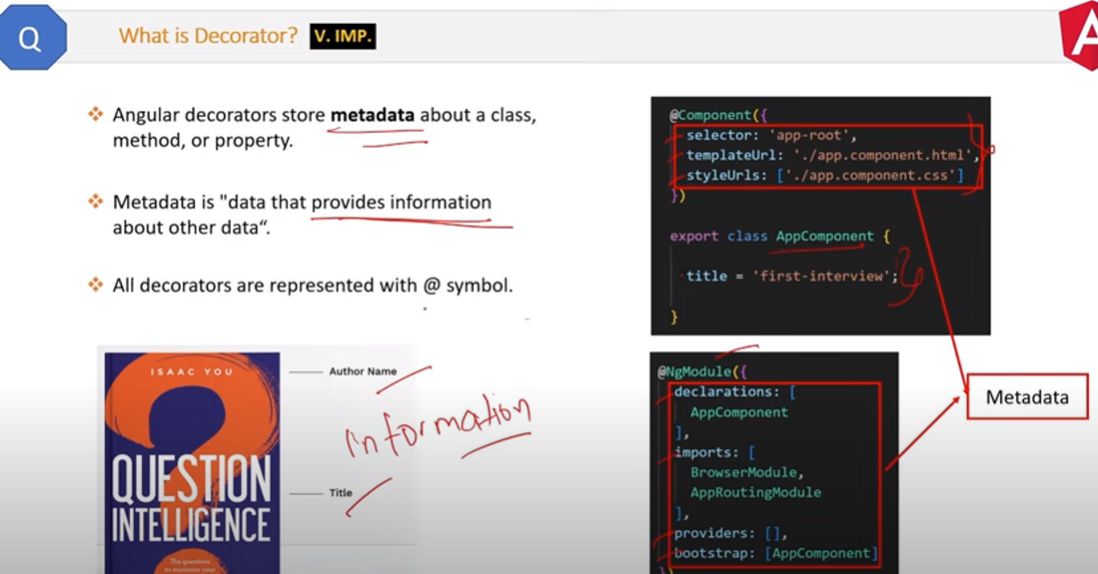 Q
What is Decorator?
V. IMP.
A
Angular decorators store metadata about a class,
method, or property.
Metadata is "data that provides information
about other data“.
All decorators are represented with @ symbol.
ISAAC YOU
QUESTION
INTELLIGENCE
The questions
Author Name
information
Title
@Component({
selector: 'app-root',
templateUrl: './app.component.html',
styleUrls: ['./app.component.css']
})
export class AppComponent {
title = 'first-interview';
}
@NgModule({
declarations: [
AppComponent
],
imports: [
BrowserModule,
AppRoutingModule
],
providers: [],
bootstrap: [AppComponent]
})
Metadata